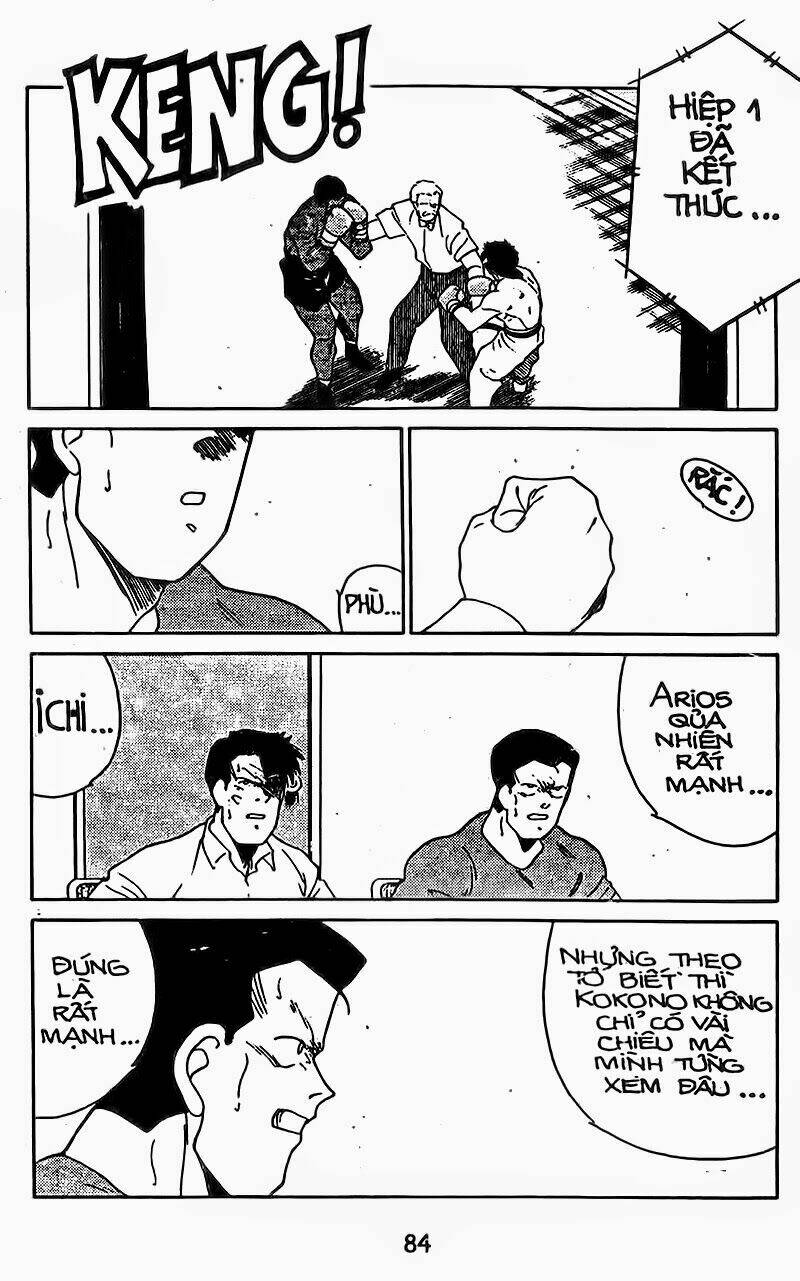 KENG!
HIỆP 1
ĐÃ
KẾT
THÚC...
PHÙ...
RẮC!
ICHI...
ARIOS
QỦA
NHIÊN
RẤT
MẠNH...
ĐÚNG
LÀ
RẤT
MẠNH...
NHƯNG THEO
TỚ BIẾT THÌ
KOKONO KHÔNG
CHỈ CÓ VÀI
CHIÊU MÀ
MÌNH TỪNG
XEM ĐÂU...
84